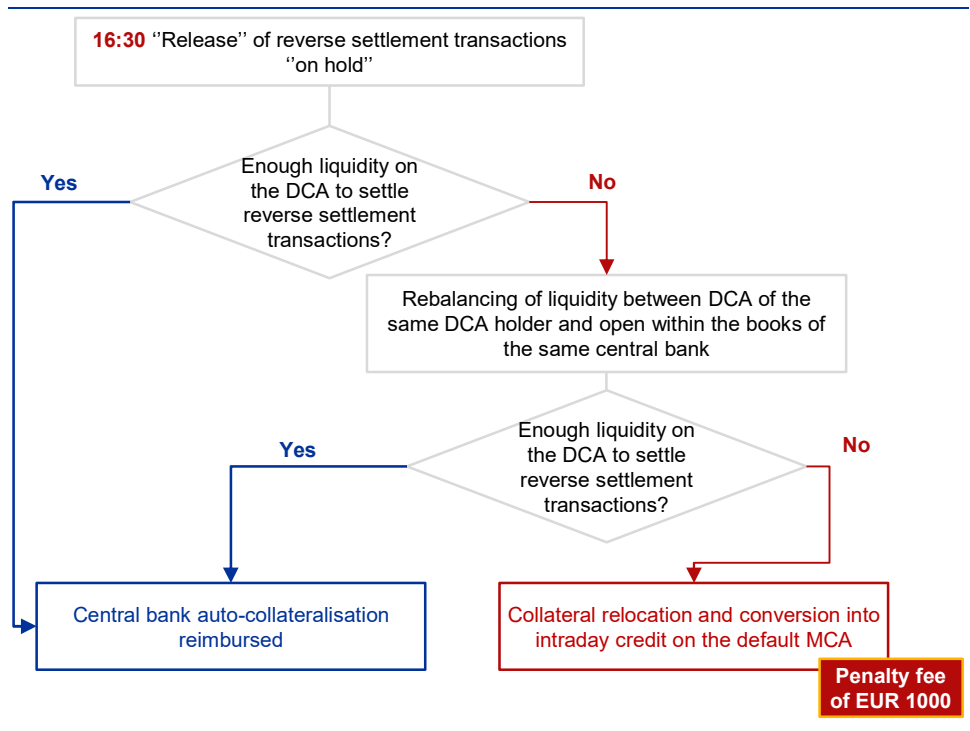 16:30 ‘’Release’’ of reverse settlement transactions
‘’on hold’’
Enough liquidity on
the DCA to settle
reverse settlement
transactions?
Yes
No
Rebalancing of liquidity between DCA of the
same DCA holder and open within the books of
the same central bank
Enough liquidity on
the DCA to settle
reverse settlement
transactions?
Yes
No
Central bank auto-collateralisation
reimbursed
Collateral relocation and conversion into
intraday credit on the default MCA
Penalty fee
of EUR 1000